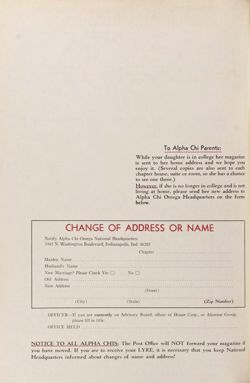 To Alpha Chi Parents:
While your daughter is in college her magazine
is sent to her home address and we hope you
enjoy it. (Several copies are also sent to each
chapter house, suite or room, so she has a chance
to see one there.)
However, if she is no longer in college and is not
living at home, please send her new address to
Alpha Chi Omega Headquarters on the form
below.
CHANGE OF ADDRESS OR NAME
Notify Alpha Chi Omega National Headquarters
3445 N. Washington Boulevard, Indianapolis, Ind. 46205
Chapter
Maiden Name
Husband's Name
New Marriage? Please Check Yes □ No □
Old Address
New Address
(Street)
(City) (State) (Zip Number)
OFFICER—If you are currently on Advisory Board, officer of House Corp., or Alumnae Group,
please fill in title:
OFFICE HELD
NOTICE TO ALL ALPHA CHIS: The Post Office will NOT forward your magazine if
you have moved. If you are to receive your LYRE, it is necessary that you keep National
Headquarters informed about changes of name and address!